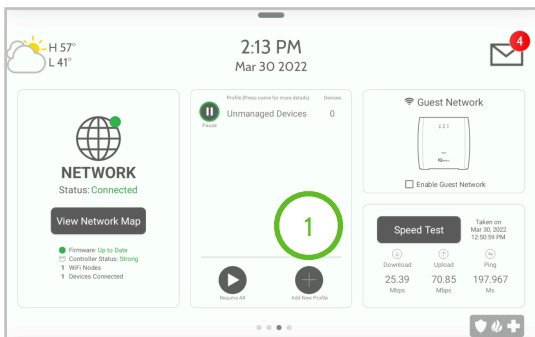 H 57°
L 41°
2:13 PM
Mar 30 2022
4
NETWORK
Status: Connected
View Network Map
Firmware: Up to Date
Controller Status: Strong
1 WiFi Nodes
1 Devices Connected
Profile (Press name for more details) Devices
Unmanaged Devices 0
Pause
1
Resume All
Add New Profile
Guest Network
Enable Guest Network
Speed Test
Taken on
Mar 30, 2022
12:50:59 PM
Download Upload Ping
25.39 70.85 197.967
Mbps Mbps Ms